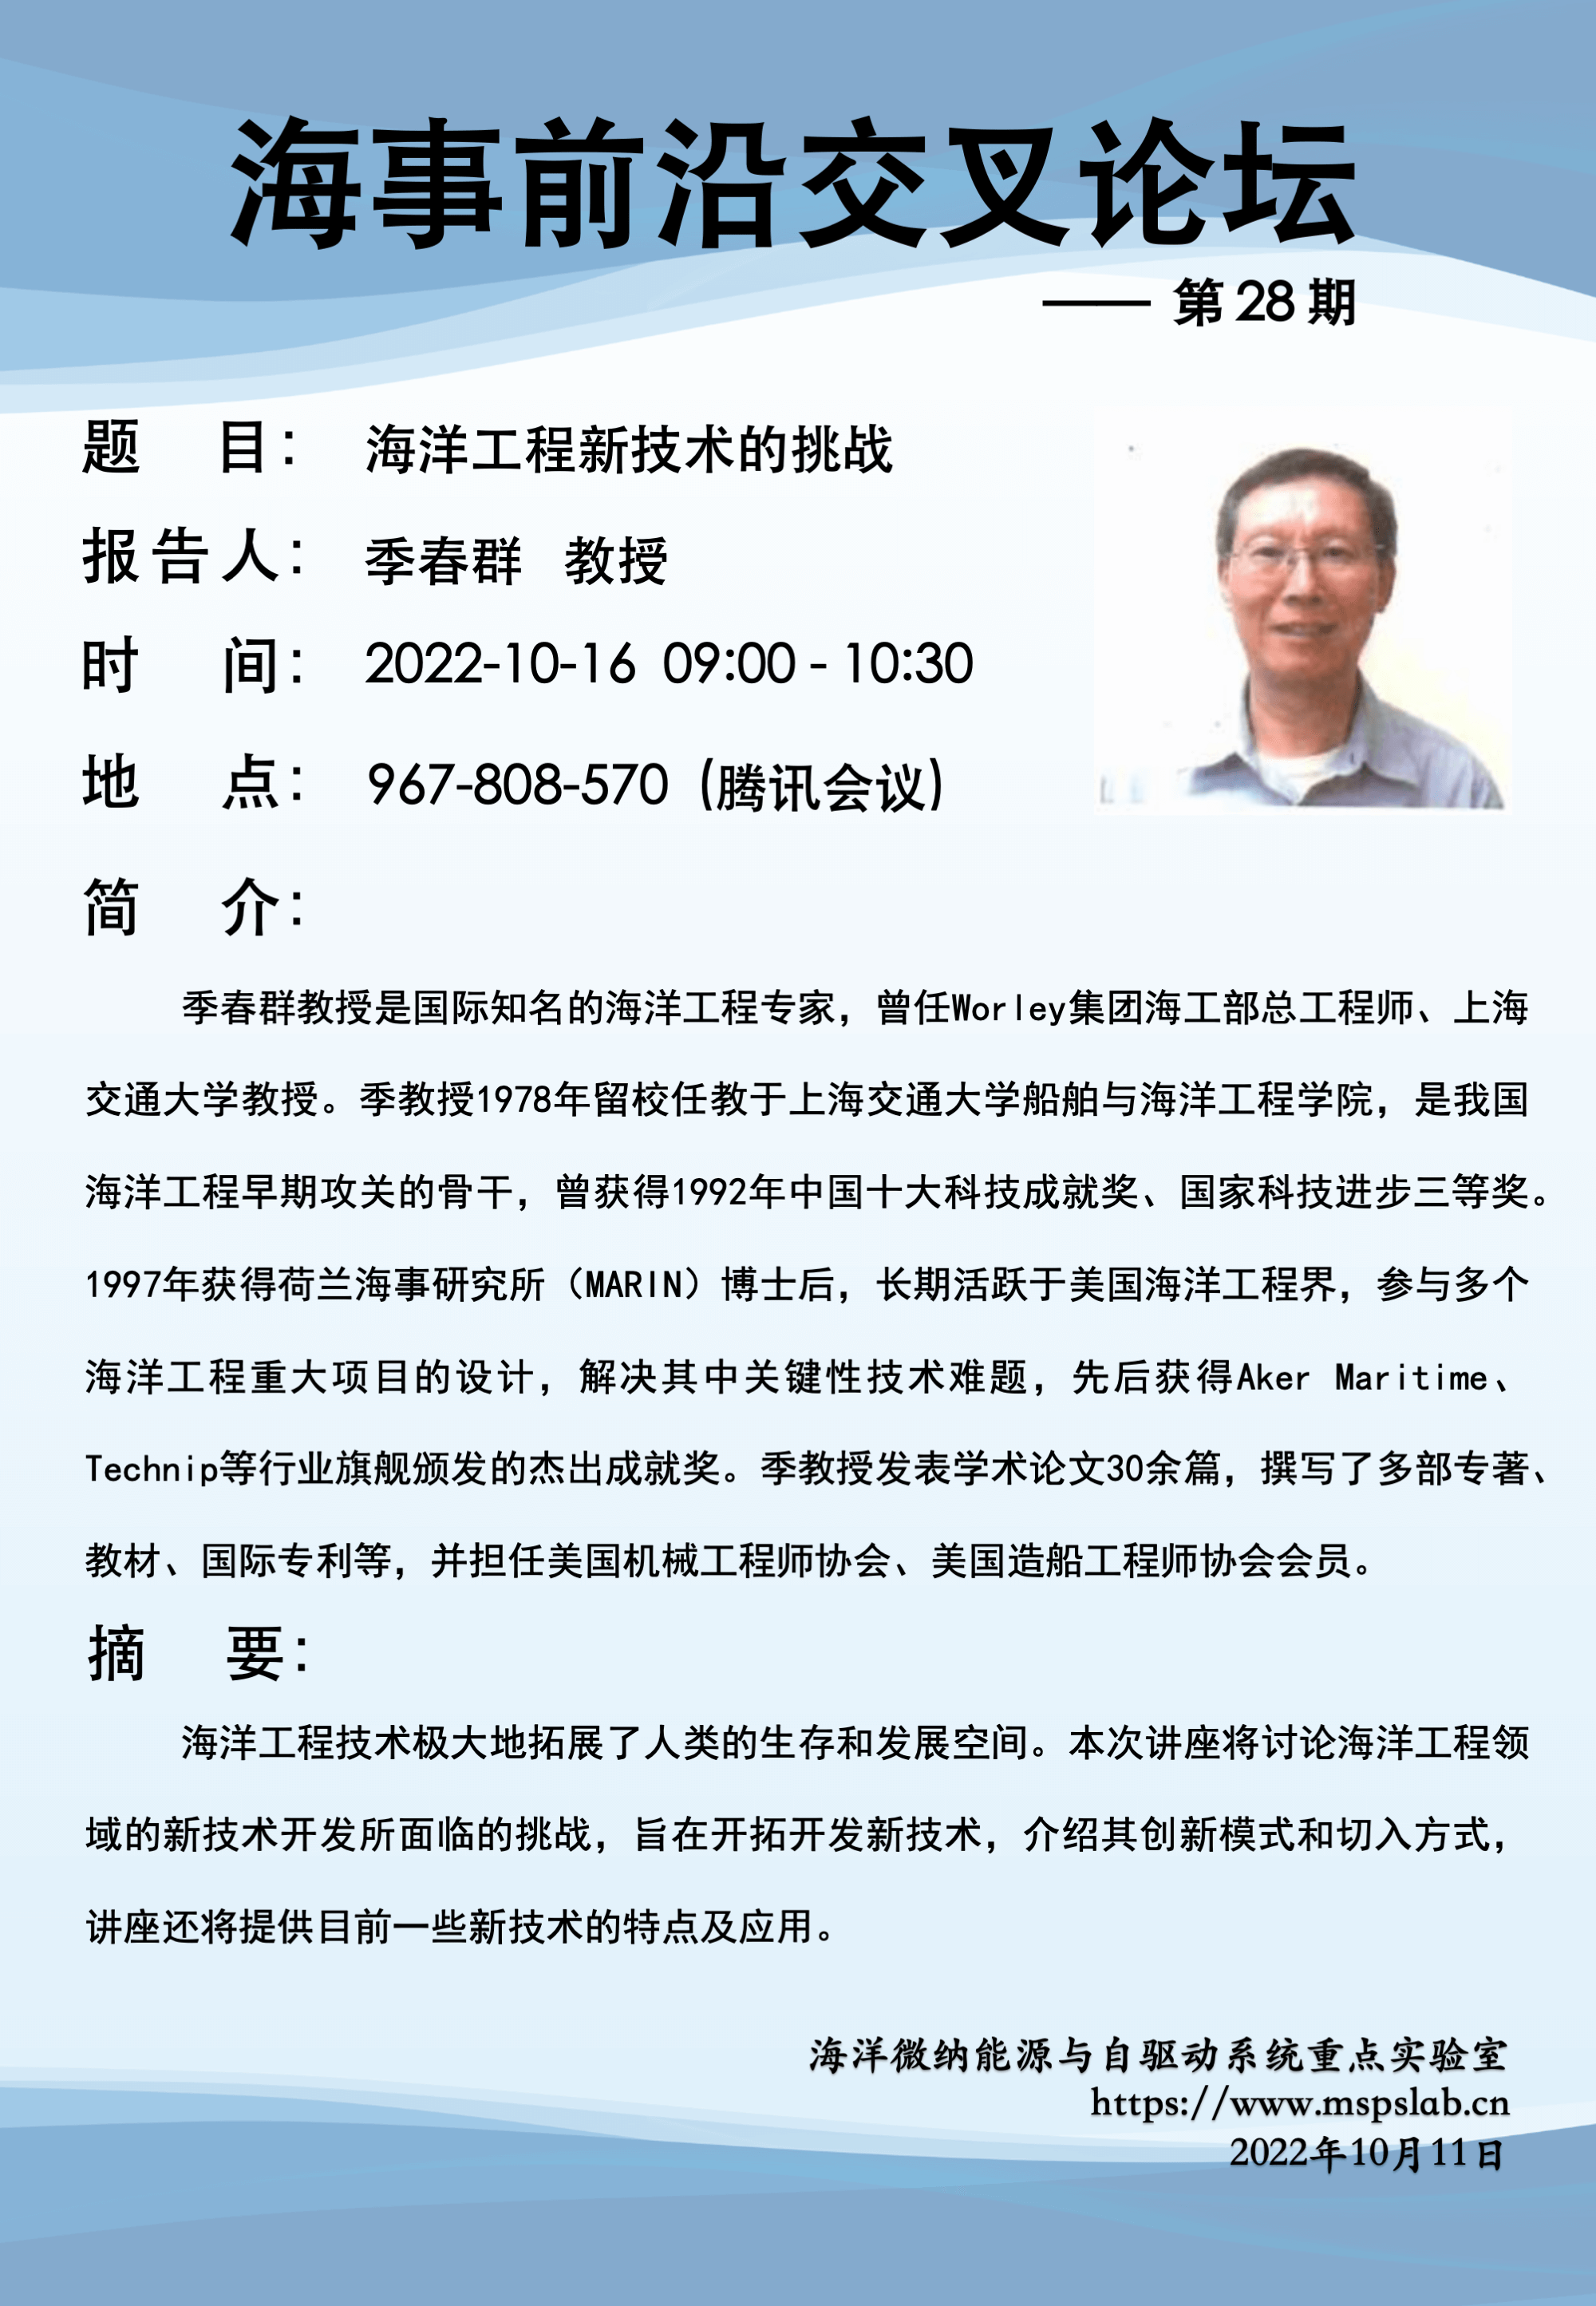 海事前沿交叉论坛
—— 第 28 期
题 目： 海洋工程新技术的挑战
报告人： 季春群 教授
时 间： 2022-10-16 09:00 - 10:30
地 点： 967-808-570（腾讯会议）
简 介：
季春群教授是国际知名的海洋工程专家，曾任Worley集团海工部总工程师、上海
交通大学教授。季教授1978年留校任教于上海交通大学船舶与海洋工程学院，是我国
海洋工程早期攻关的骨干，曾获得1992年中国十大科技成就奖、国家科技进步三等奖。
1997年获得荷兰海事研究所（MARIN）博士后，长期活跃于美国海洋工程界，参与多个
海洋工程重大项目的设计，解决其中关键性技术难题，先后获得Aker Maritime、
Technip等行业旗舰颁发的杰出成就奖。季教授发表学术论文30余篇，撰写了多部专著、
教材、国际专利等，并担任美国机械工程师协会、美国造船工程师协会会员。
摘 要：
海洋工程技术极大地拓展了人类的生存和发展空间。本次讲座将讨论海洋工程领
域的新技术开发所面临的挑战，旨在开拓开发新技术，介绍其创新模式和切入方式，
讲座还将提供目前一些新技术的特点及应用。
海洋微纳能源与自驱动系统重点实验室
https://www.mspslab.cn
2022年10月11日